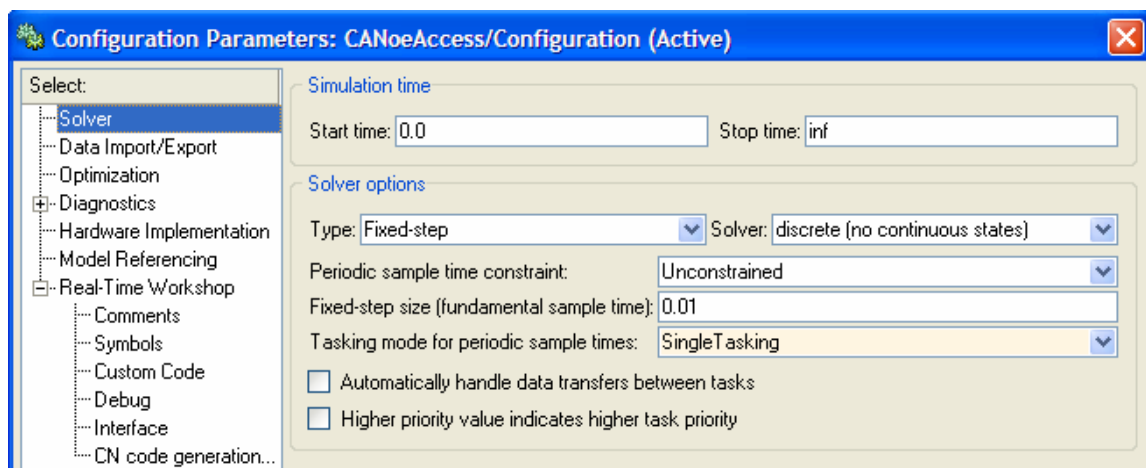 Configuration Parameters: CANoeAccess/Configuration (Active)
Select:
Solver
Data Import/Export
Optimization
Diagnostics
Hardware Implementation
Model Referencing
Real-Time Workshop
Comments
Symbols
Custom Code
Debug
Interface
CN code generation...
Simulation time
Start time: 0.0 Stop time: inf
Solver options
Type: Fixed-step Solver: discrete (no continuous states)
Periodic sample time constraint: Unconstrained
Fixed-step size (fundamental sample time): 0.01
Tasking mode for periodic sample times: SingleTasking
Automatically handle data transfers between tasks
Higher priority value indicates higher task priority